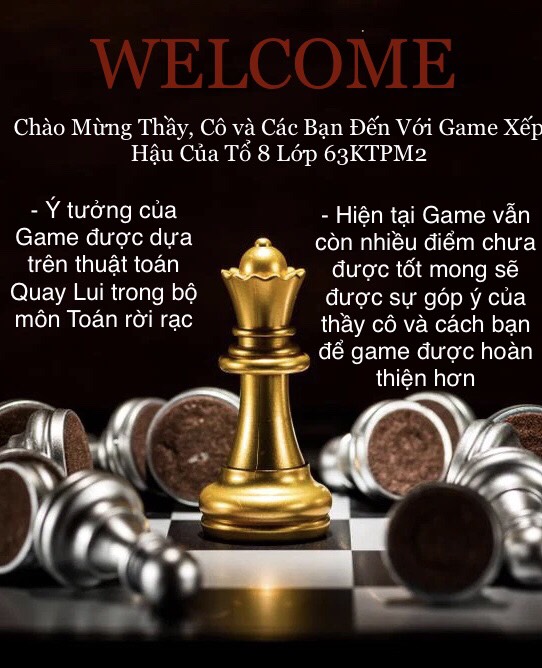 WELCOME
Chào Mừng Thầy, Cô và Các Bạn Đến Với Game Xếp
Hậu Của Tổ 8 Lớp 63KTPM2
- Ý tưởng của
Game được dựa
trên thuật toán
Quay Lui trong bộ
môn Toán rời rạc
- Hiện tại Game vẫn
còn nhiều điểm chưa
được tốt mong sẽ
được sự góp ý của
thầy cô và cách bạn
để game được hoàn
thiện hơn